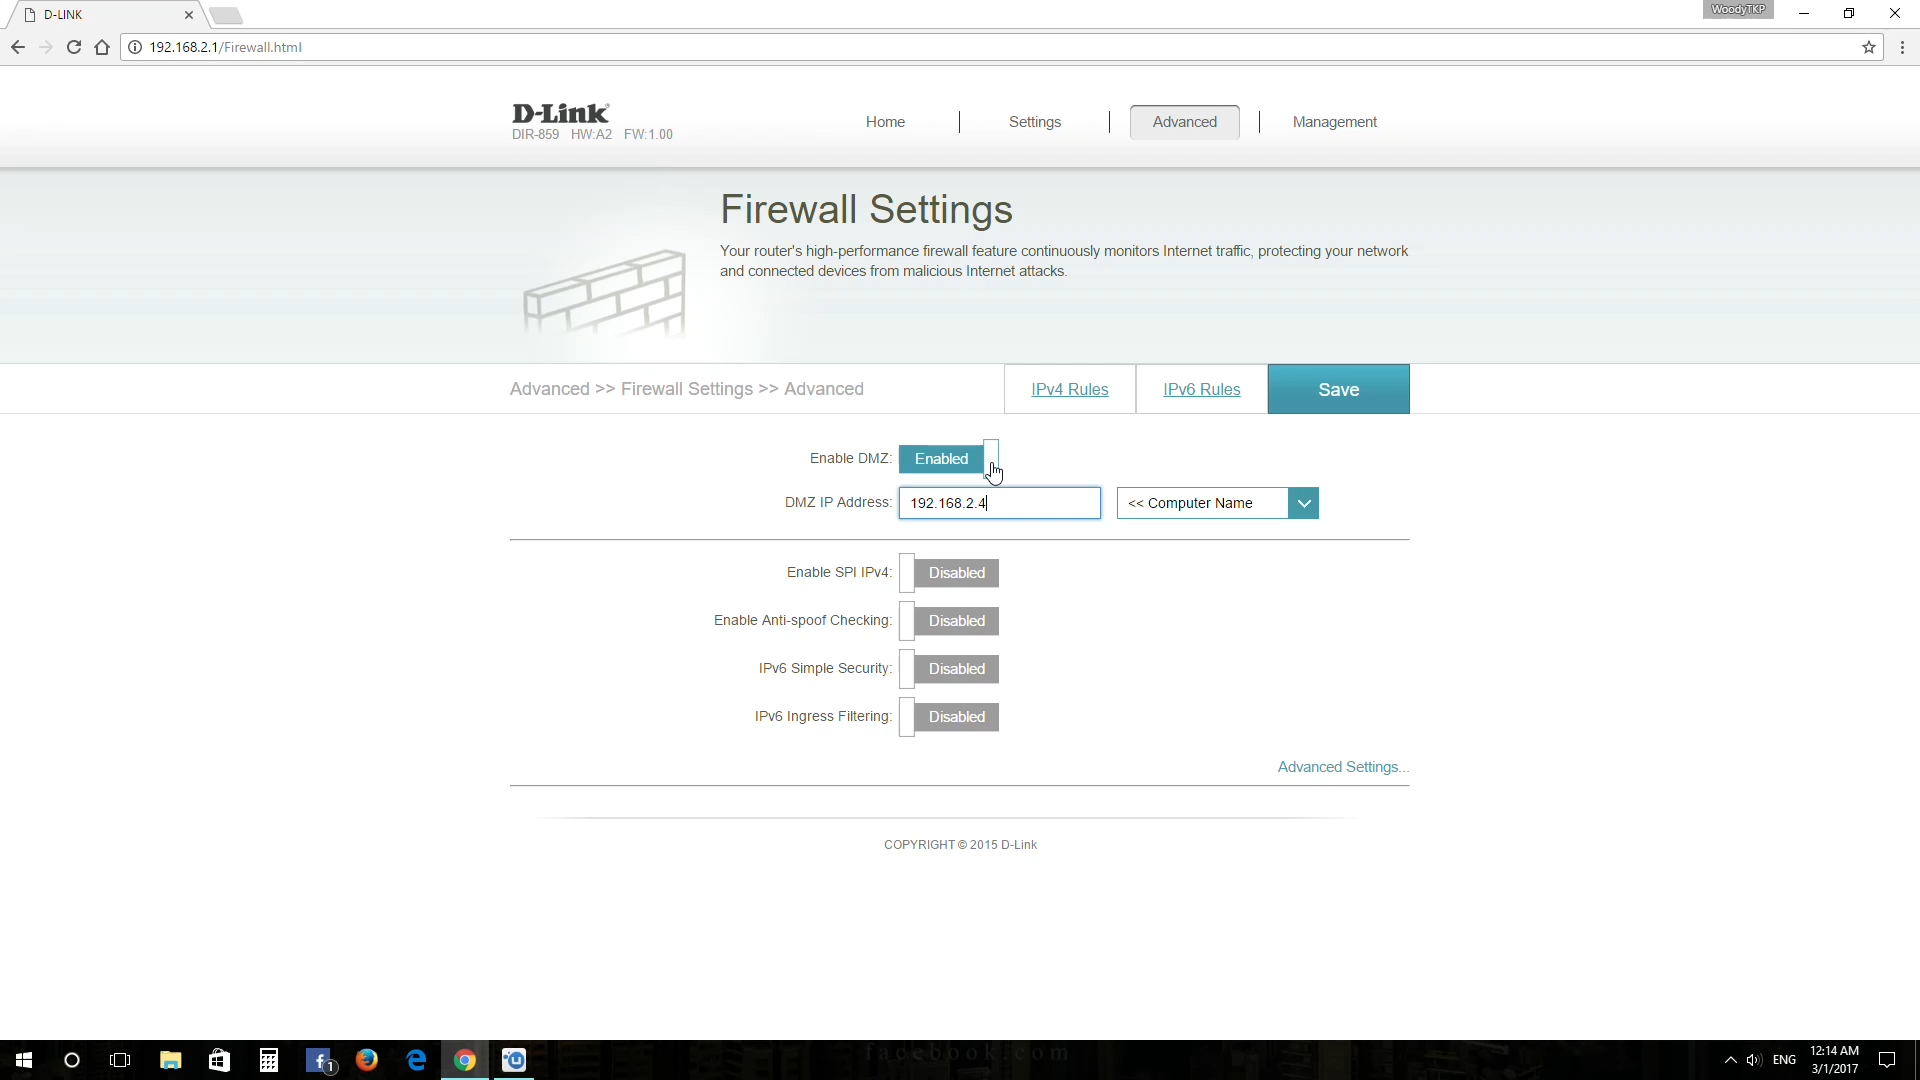 D-LINK
WoodyTKP
192.168.2.1/Firewall.html
D-Link
DIR-859 HW:A2 FW:1.00
Home
Settings
Advanced
Management
Firewall Settings
Your router's high-performance firewall feature continuously monitors Internet traffic, protecting your network
and connected devices from malicious Internet attacks.
Advanced >> Firewall Settings >> Advanced
IPv4 Rules
IPv6 Rules
Save
Enable DMZ: Enabled
DMZ IP Address: 192.168.2.4 << Computer Name
Enable SPI IPv4: Disabled
Enable Anti-spoof Checking: Disabled
IPv6 Simple Security: Disabled
IPv6 Ingress Filtering: Disabled
Advanced Settings...
COPYRIGHT © 2015 D-Link
1
facebook.com
ENG
12:14 AM
3/1/2017